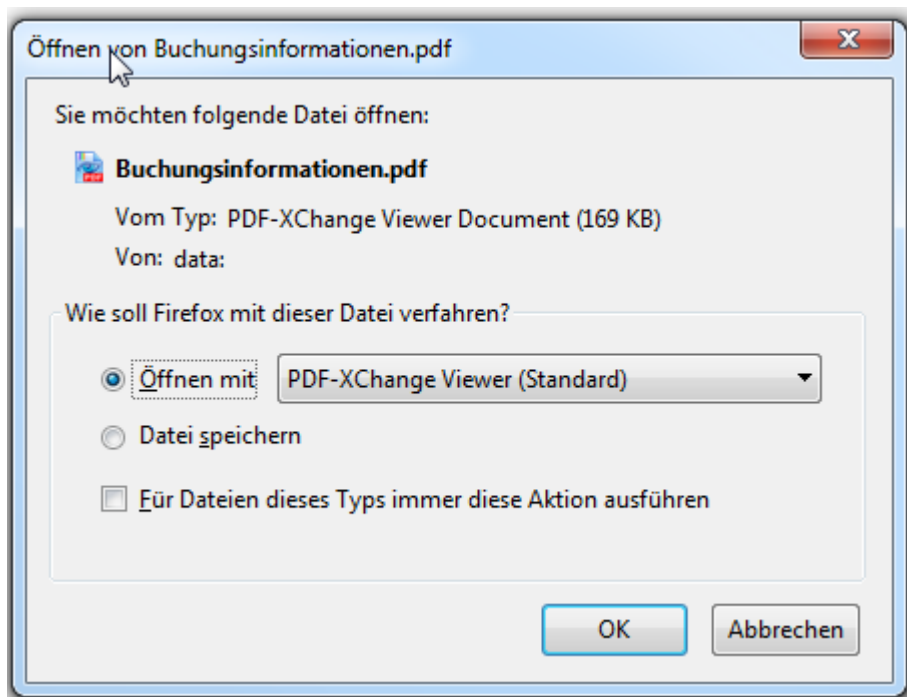 Öffnen von Buchungsinformationen.pdf
Sie möchten folgende Datei öffnen:
Buchungsinformationen.pdf
Vom Typ: PDF-XChange Viewer Document (169 KB)
Von: data:
Wie soll Firefox mit dieser Datei verfahren?
Öffnen mit PDF-XChange Viewer (Standard)
Datei speichern
Für Dateien dieses Typs immer diese Aktion ausführen
OK Abbrechen